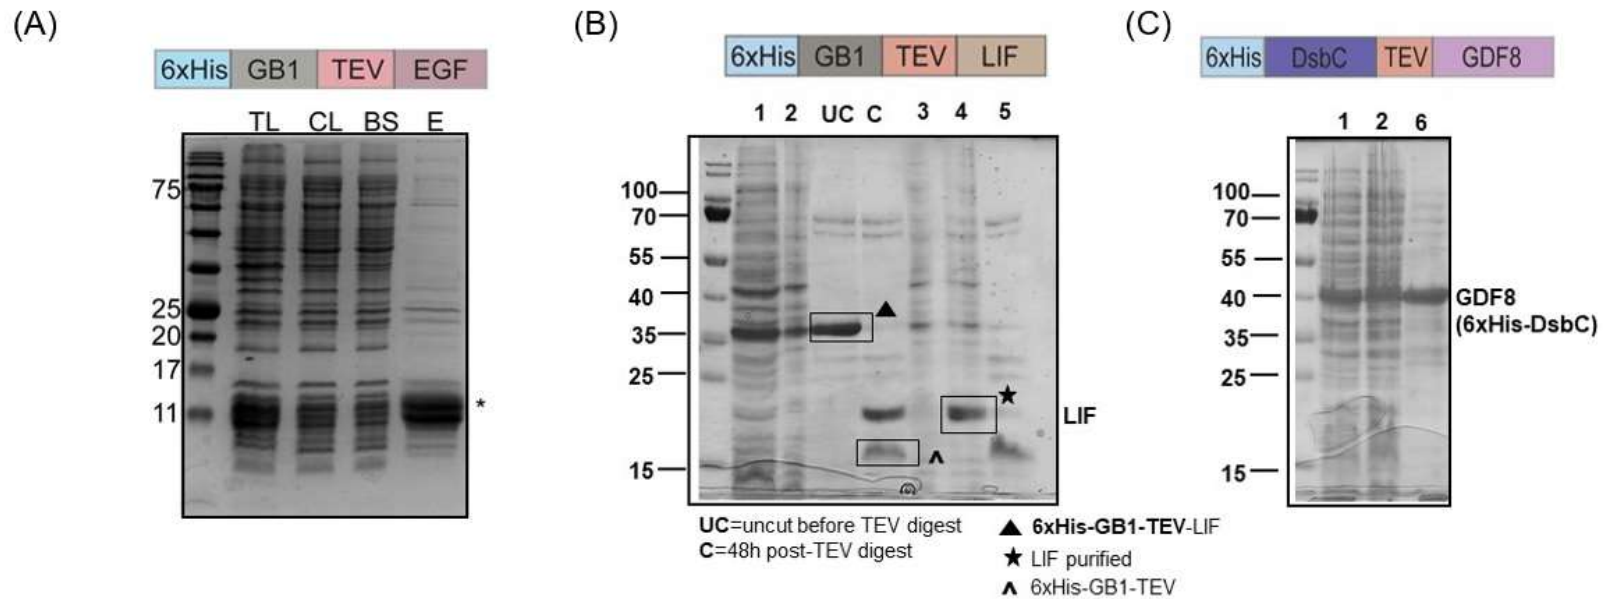 (A)
6xHis GB1 TEV EGF
TL CL BS E
75
25
20
17
11
*
(B)
6xHis GB1 TEV LIF
1 2 UC C 3 4 5
100
70
55
40
35
25
15
▲
★
^
LIF
UC=uncut before TEV digest
C=48h post-TEV digest
▲ 6xHis-GB1-TEV-LIF
★ LIF purified
^ 6xHis-GB1-TEV
(C)
6xHis DsbC TEV GDF8
1 2 6
100
70
55
40
35
25
15
GDF8
(6xHis-DsbC)